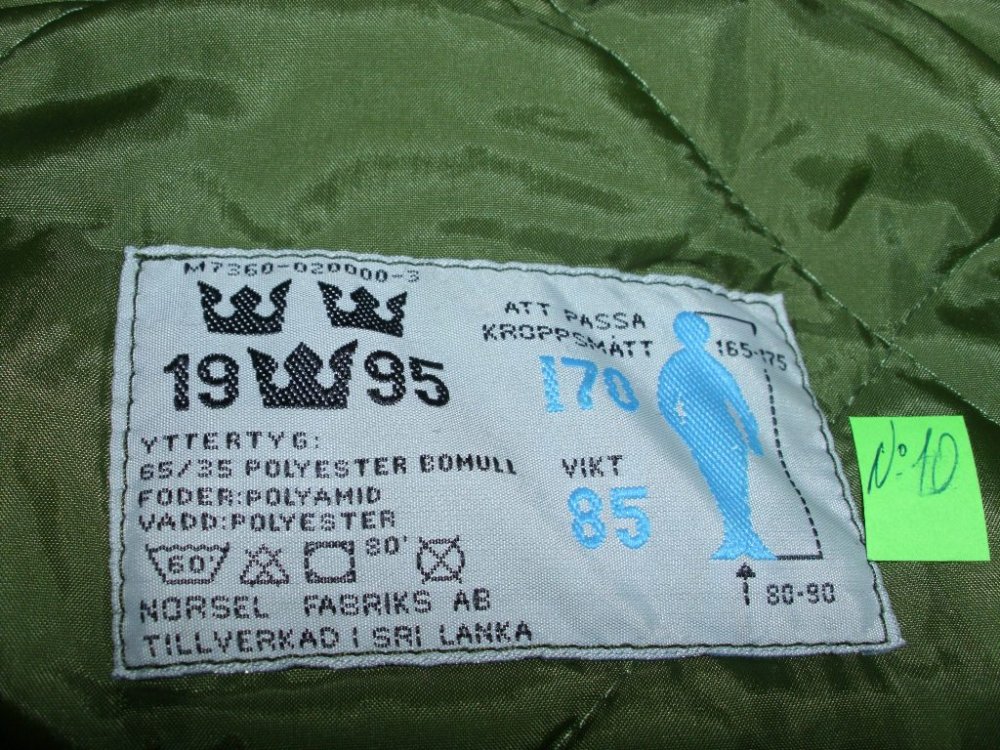 M7360-020000-3
1995
YTTERTYG:
65/35 POLYESTER BOMULL
FODER:POLYAMID
VADD:POLYESTER
60° 80°
NORSEL FABRIKS AB
TILLVERKAD I SRI LANKA
ATT PASSA
KROPPSMÅTT
170
165-175
VIKT
85
80-90
No 10